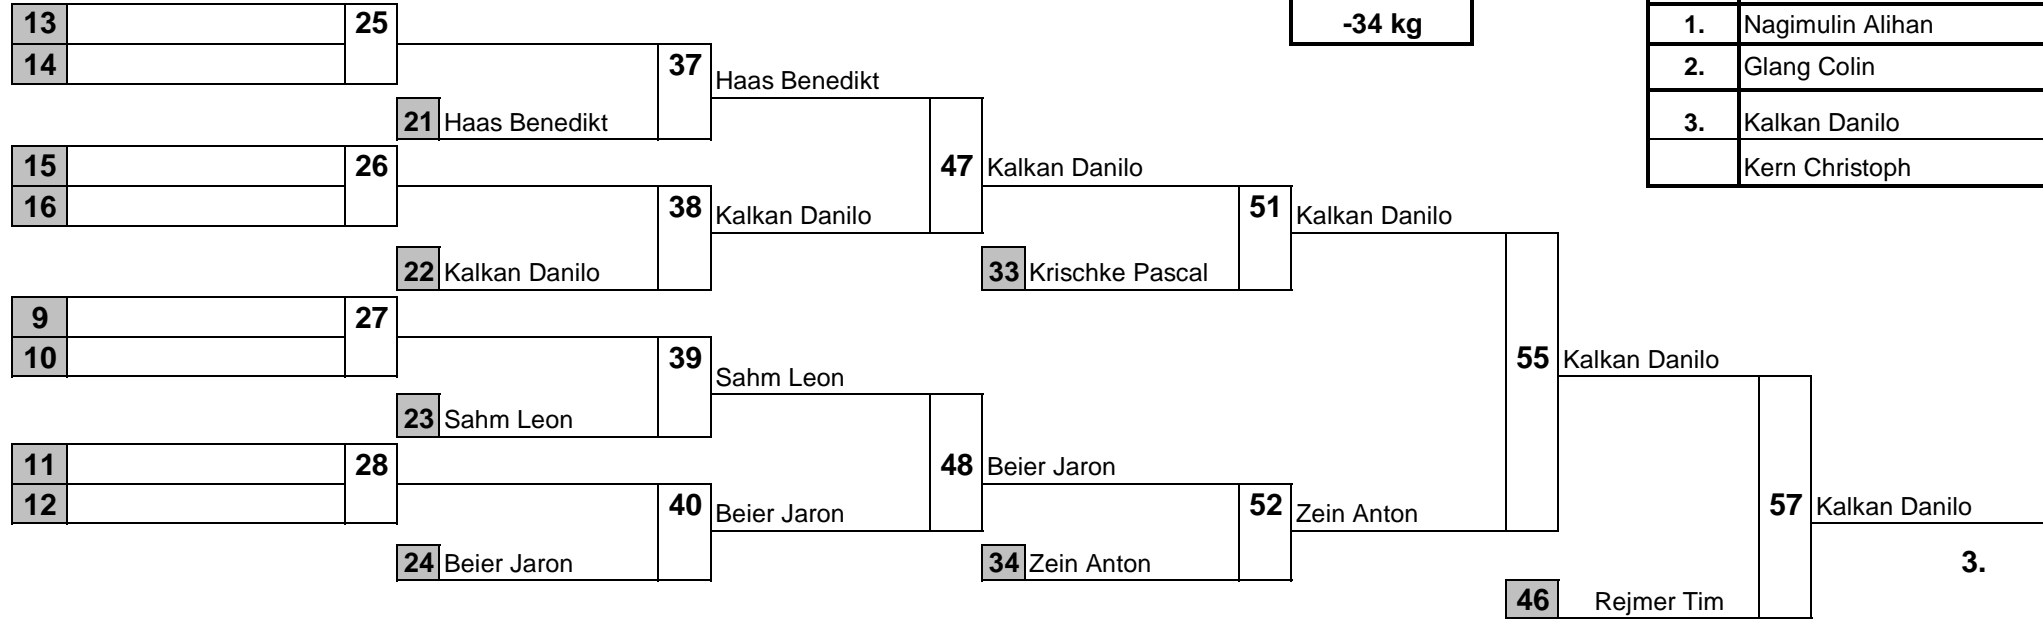 13 25 -34 kg 1. Nagimulin Alihan
14 37 2. Glang Colin
Haas Benedikt
21 Haas Benedikt 3. Kalkan Danilo
15 26 47 Kalkan Danilo Kern Christoph
16 38 Kalkan Danilo 51 Kalkan Danilo
22 Kalkan Danilo 33 Krischke Pascal
9 27
10 39 55 Kalkan Danilo
Sahm Leon
23 Sahm Leon
11 28 48 Beier Jaron
12 40 Beier Jaron 52 Zein Anton 57 Kalkan Danilo
24 Beier Jaron 34 Zein Anton 3.
46 Rejmer Tim